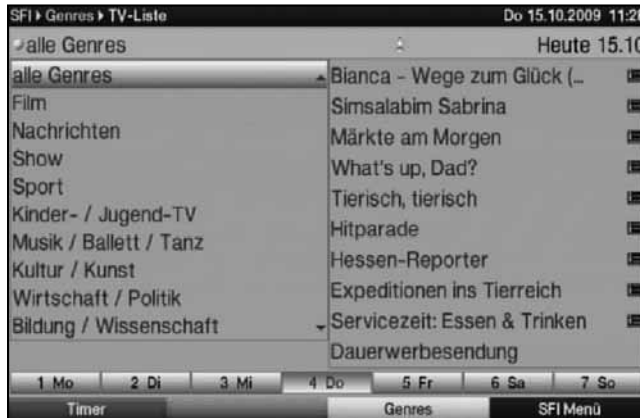 SFI ▸ Genres ▸ TV-Liste Do 15.10.2009 11:26
alle Genres Heute 15.10
alle Genres
Film
Nachrichten
Show
Sport
Kinder- / Jugend-TV
Musik / Ballett / Tanz
Kultur / Kunst
Wirtschaft / Politik
Bildung / Wissenschaft
Bianca - Wege zum Glück (...
Simsalabim Sabrina
Märkte am Morgen
What's up, Dad?
Tierisch, tierisch
Hitparade
Hessen-Reporter
Expeditionen ins Tierreich
Servicezeit: Essen & Trinken
Dauerwerbesendung
1 Mo 2 Di 3 Mi 4 Do 5 Fr 6 Sa 7 So
Timer Genres SFI Menü